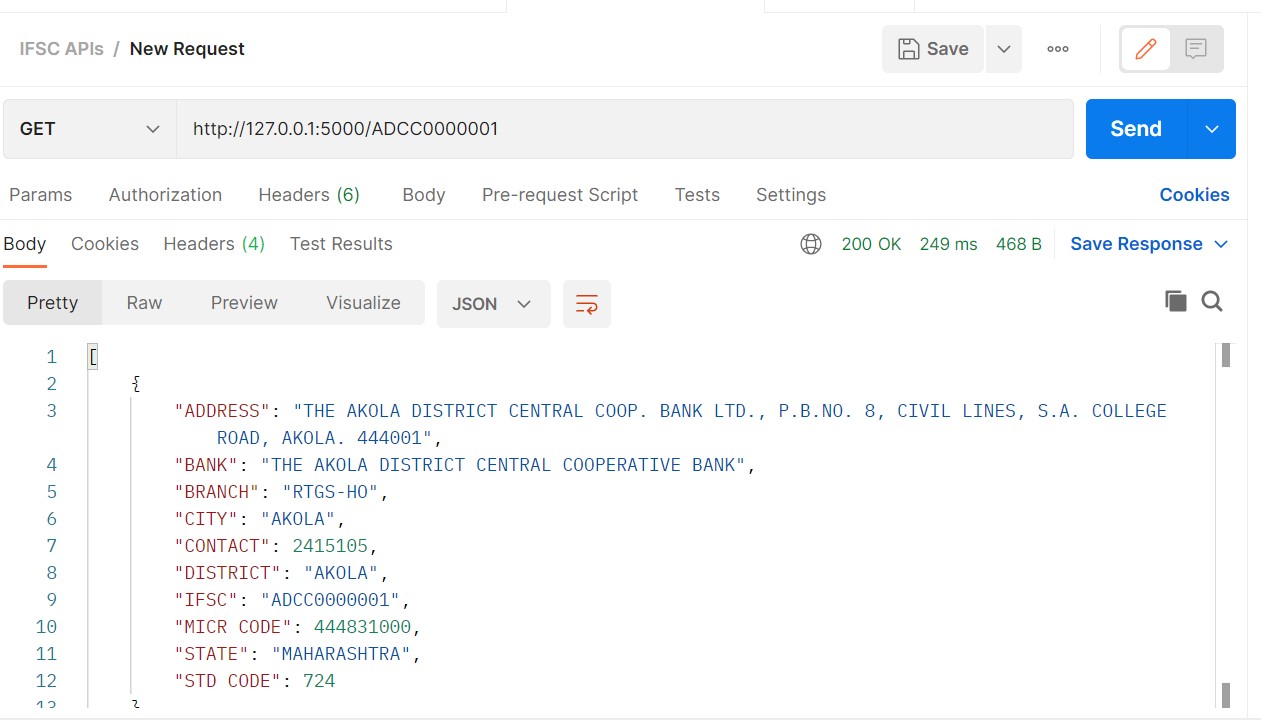 IFSC APIs / New Request
Save
GET
http://127.0.0.1:5000/ADCC0000001
Send
Params Authorization Headers (6) Body Pre-request Script Tests Settings Cookies
Body Cookies Headers (4) Test Results 200 OK 249 ms 468 B Save Response
Pretty Raw Preview Visualize JSON
1 [
2 {
3 "ADDRESS": "THE AKOLA DISTRICT CENTRAL COOP. BANK LTD., P.B.NO. 8, CIVIL LINES, S.A. COLLEGE
ROAD, AKOLA. 444001",
4 "BANK": "THE AKOLA DISTRICT CENTRAL COOPERATIVE BANK",
5 "BRANCH": "RTGS-HO",
6 "CITY": "AKOLA",
7 "CONTACT": 2415105,
8 "DISTRICT": "AKOLA",
9 "IFSC": "ADCC0000001",
10 "MICR CODE": 444831000,
11 "STATE": "MAHARASHTRA",
12 "STD CODE": 724
13 }